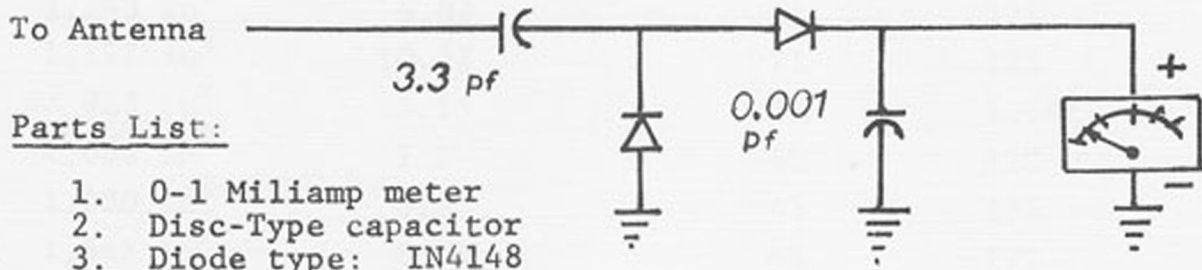 To Antenna
3.3 pf
0.001
pf
+
−
Parts List:
1. 0-1 Miliamp meter
2. Disc-Type capacitor
3. Diode type: IN4148